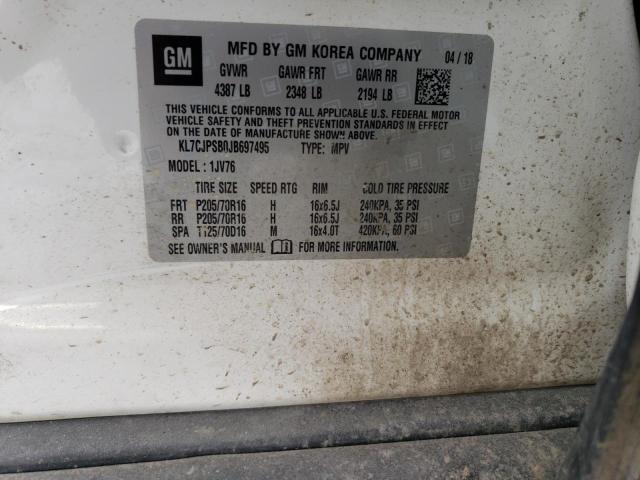 GM
MFD BY GM KOREA COMPANY 04 / 18
GVWR GAWR FRT GAWR RR
4387 LB 2348 LB 2194 LB
THIS VEHICLE CONFORMS TO ALL APPLICABLE U.S. FEDERAL MOTOR
VEHICLE SAFETY AND THEFT PREVENTION STANDARDS IN EFFECT ON
THE DATE OF MANUFACTURE SHOWN ABOVE.
KL7CJPSB0JB697495 TYPE: MPV
MODEL : 1JV76
TIRE SIZE SPEED RTG RIM COLD TIRE PRESSURE
FRT P205/70R16 H 16x6.5J 240KPA, 35 PSI
RR P205/70R16 H 16x6.5J 240KPA, 35 PSI
SPA T125/70D16 M 16x4.0T 420KPA, 60 PSI
SEE OWNER'S MANUAL FOR MORE INFORMATION.